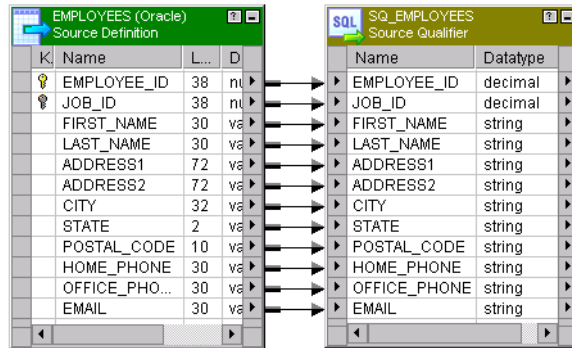 EMPLOYEES (Oracle)
Source Definition
K. Name L... D
EMPLOYEE_ID 38 nu
JOB_ID 38 nu
FIRST_NAME 30 va
LAST_NAME 30 va
ADDRESS1 72 va
ADDRESS2 72 va
CITY 32 va
STATE 2 va
POSTAL_CODE 10 va
HOME_PHONE 30 va
OFFICE_PHO... 30 va
EMAIL 30 va
SQL SQ_EMPLOYEES
Source Qualifier
Name Datatype
EMPLOYEE_ID decimal
JOB_ID decimal
FIRST_NAME string
LAST_NAME string
ADDRESS1 string
ADDRESS2 string
CITY string
STATE string
POSTAL_CODE string
HOME_PHONE string
OFFICE_PHONE string
EMAIL string